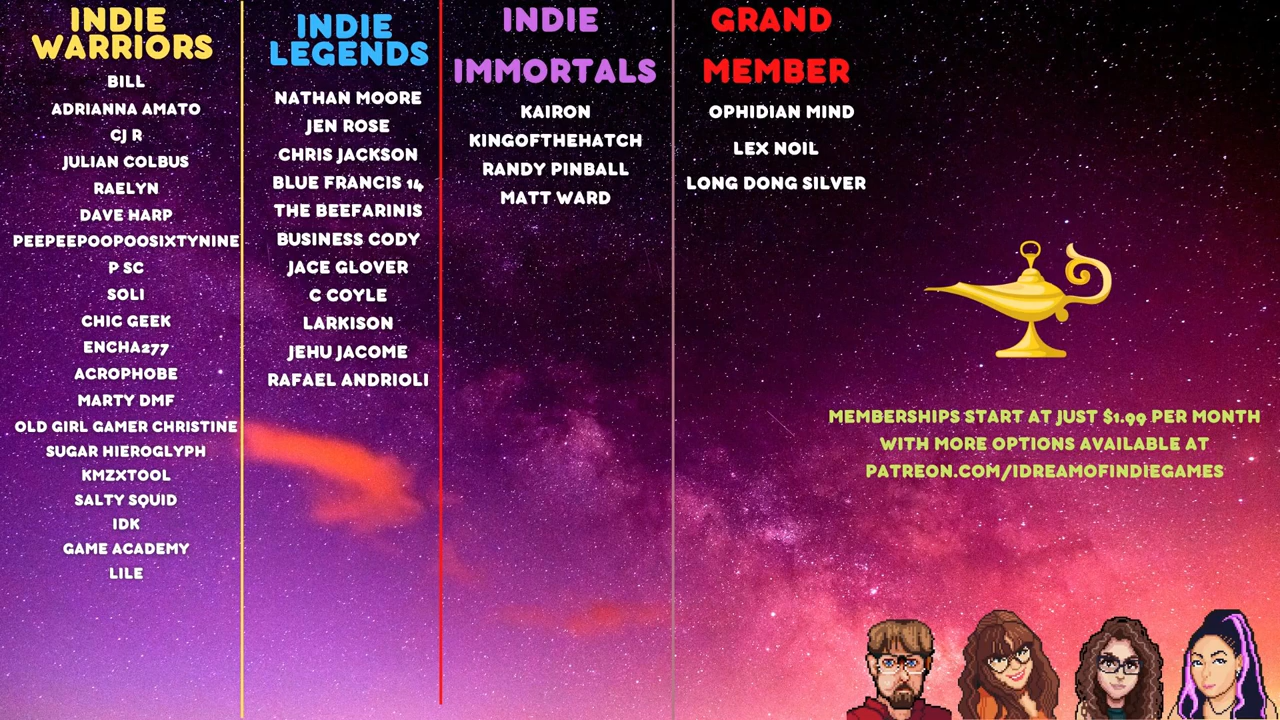 INDIE
WARRIORS
BILL
ADRIANNA AMATO
CJ R
JULIAN COLBUS
RAELYN
DAVE HARP
PEEPEEPOOPOOSIXTYNINE
P SC
SOLI
CHIC GEEK
ENCHA277
ACROPHOBE
MARTY DMF
OLD GIRL GAMER CHRISTINE
SUGAR HIEROGLYPH
KMZXTOOL
SALTY SQUID
IDK
GAME ACADEMY
LILE
INDIE
LEGENDS
NATHAN MOORE
JEN ROSE
CHRIS JACKSON
BLUE FRANCIS 14
THE BEEFARINIS
BUSINESS CODY
JACE GLOVER
C COYLE
LARKISON
JEHU JACOME
RAFAEL ANDRIOLI
INDIE
IMMORTALS
KAIRON
KINGOFTHEHATCH
RANDY PINBALL
MATT WARD
GRAND
MEMBER
OPHIDIAN MIND
LEX NOIL
LONG DONG SILVER
MEMBERSHIPS START AT JUST $1.99 PER MONTH
WITH MORE OPTIONS AVAILABLE AT
PATREON.COM/IDREAMOFINDIEGAMES